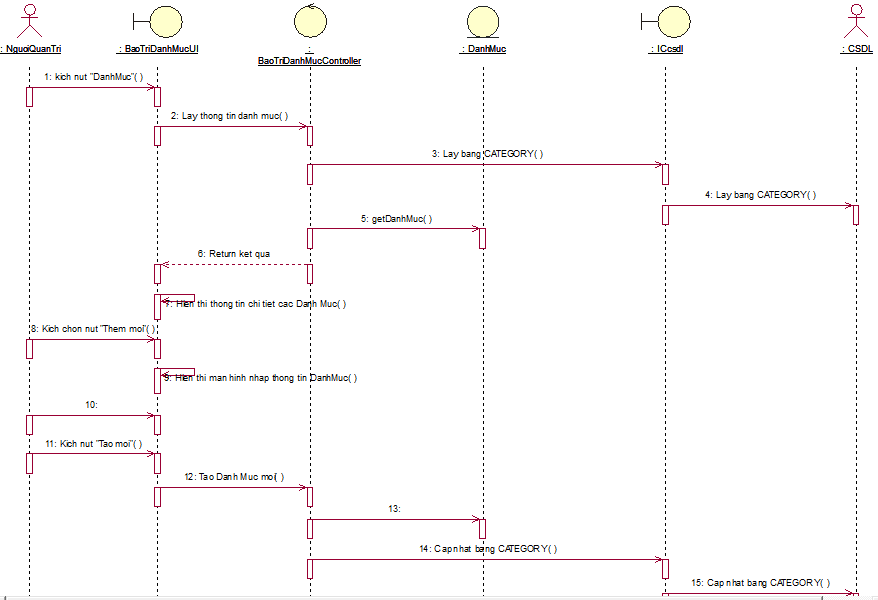 : NguoiQuanTri
: BaoTriDanhMucUI
:
BaoTriDanhMucController
: DanhMuc
: ICcsdl
: CSDL
1: kich nut "DanhMuc"( )
2: Lay thong tin danh muc( )
3: Lay bang CATEGORY( )
4: Lay bang CATEGORY( )
5: getDanhMuc( )
6: Return ket qua
7: Hien thi thong tin chi tiet cac Danh Muc( )
8: Kich chon nut "Them moi"( )
9: Hien thi man hinh nhap thong tin DanhMuc( )
10:
11: Kich nut "Tao moi"( )
12: Tao Danh Muc moi( )
13:
14: Cap nhat bang CATEGORY( )
15: Cap nhat bang CATEGORY( )